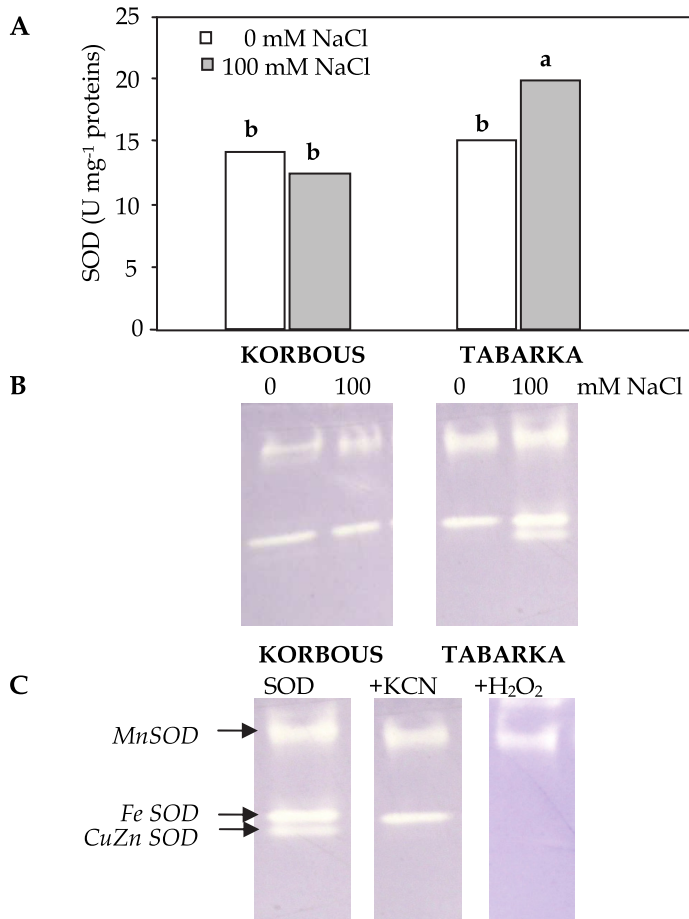 A
25
20
15
10
5
0
SOD (U mg⁻¹ proteins)
0 mM NaCl
100 mM NaCl
b
b
b
a
KORBOUS TABARKA
B
0 100 0 100 mM NaCl
KORBOUS TABARKA
C
SOD +KCN +H₂O₂
MnSOD
Fe SOD
CuZn SOD